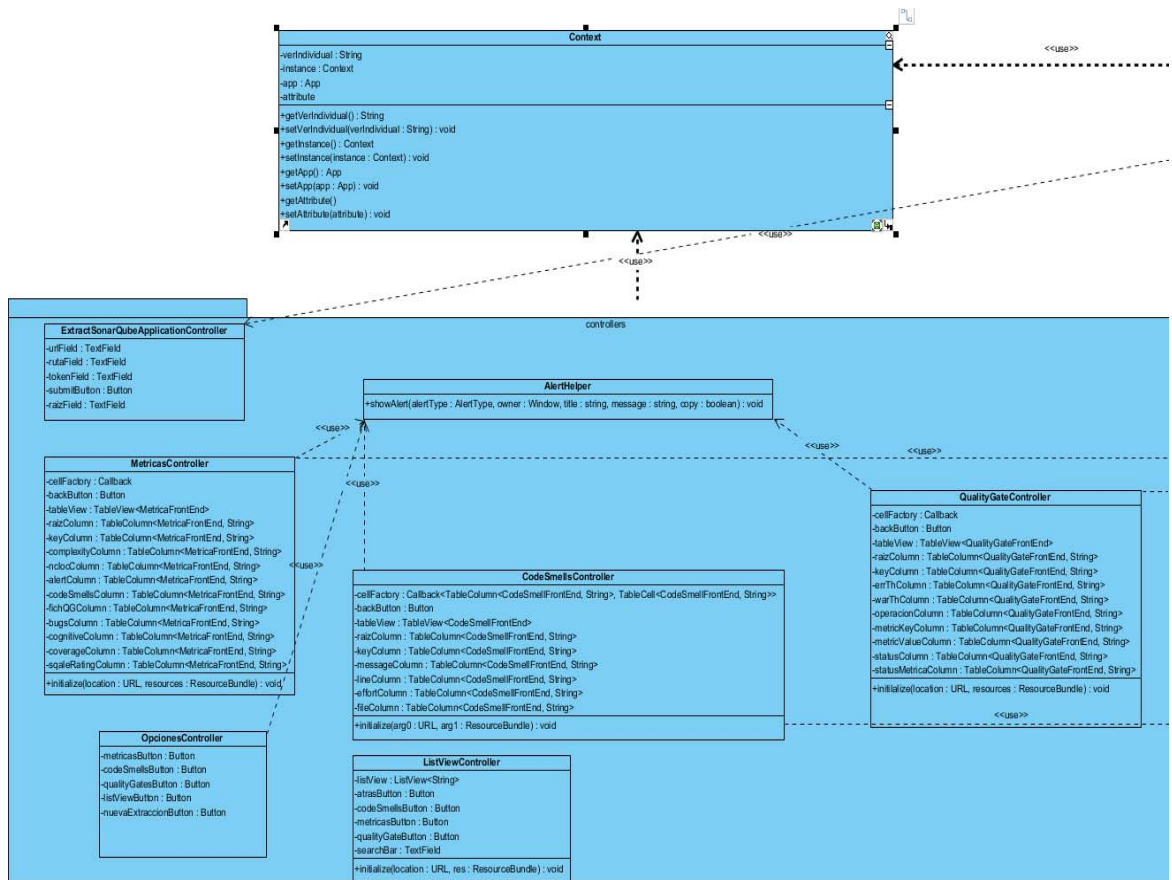 Context
-verIndividual : String
-instance : Context
-app : App
-attribute
+getVerIndividual() : String
+setVerIndividual(verIndividual : String) : void
+getInstance() : Context
+setInstance(instance : Context) : void
+getApp() : App
+setApp(app : App) : void
+getAttribute()
+setAttribute(attribute) : void
<<use>>
<<use>>
<<use>>
controllers
ExtractSonarQubeApplicationController
-urlField : TextField
-rutaField : TextField
-tokenField : TextField
-submitButton : Button
-raizField : TextField
AlertHelper
+showAlert(alertType : AlertType, owner : Window, title : string, message : string, copy : boolean) : void
<<use>>
<<use>>
<<use>>
<<use>>
<<use>>
MetricasController
-cellFactory : Callback
-backButton : Button
-tableView : TableView<MetricaFrontEnd>
-raizColumn : TableColumn<MetricaFrontEnd, String>
-keyColumn : TableColumn<MetricaFrontEnd, String>
-complexityColumn : TableColumn<MetricaFrontEnd, String>
-nclocColumn : TableColumn<MetricaFrontEnd, String>
-alertColumn : TableColumn<MetricaFrontEnd, String>
-codeSmellsColumn : TableColumn<MetricaFrontEnd, String>
-fichQGColumn : TableColumn<MetricaFrontEnd, String>
-bugsColumn : TableColumn<MetricaFrontEnd, String>
-cognitiveColumn : TableColumn<MetricaFrontEnd, String>
-coverageColumn : TableColumn<MetricaFrontEnd, String>
-sqaleRatingColumn : TableColumn<MetricaFrontEnd, String>
+initialize(location : URL, resources : ResourceBundle) : void
QualityGateController
-cellFactory : Callback
-backButton : Button
-tableView : TableView<QualityGateFrontEnd>
-raizColumn : TableColumn<QualityGateFrontEnd, String>
-keyColumn : TableColumn<QualityGateFrontEnd, String>
-errThColumn : TableColumn<QualityGateFrontEnd, String>
-warThColumn : TableColumn<QualityGateFrontEnd, String>
-operacionColumn : TableColumn<QualityGateFrontEnd, String>
-metricKeyColumn : TableColumn<QualityGateFrontEnd, String>
-metricValueColumn : TableColumn<QualityGateFrontEnd, String>
-statusColumn : TableColumn<QualityGateFrontEnd, String>
-statusMetricaColumn : TableColumn<QualityGateFrontEnd, String>
+initilalize(location : URL, resources : ResourceBundle) : void
<<use>>
CodeSmellsController
-cellFactory : Callback<TableColumn<CodeSmellFrontEnd, String>, TableCell<CodeSmellFrontEnd, String>>
-backButton : Button
-tableView : TableView<CodeSmellFrontEnd>
-raizColumn : TableColumn<CodeSmellFrontEnd, String>
-keyColumn : TableColumn<CodeSmellFrontEnd, String>
-messageColumn : TableColumn<CodeSmellFrontEnd, String>
-lineColumn : TableColumn<CodeSmellFrontEnd, String>
-effortColumn : TableColumn<CodeSmellFrontEnd, String>
-fileColumn : TableColumn<CodeSmellFrontEnd, String>
+initialize(arg0 : URL, arg1 : ResourceBundle) : void
OpcionesController
-metricasButton : Button
-codeSmellsButton : Button
-qualityGatesButton : Button
-listViewButton : Button
-nuevaExtraccionButton : Button
ListViewController
-listView : ListView<String>
-atrasButton : Button
-codeSmellsButton : Button
-metricasButton : Button
-qualityGateButton : Button
-searchBar : TextField
+initialize(location : URL, res : ResourceBundle) : void